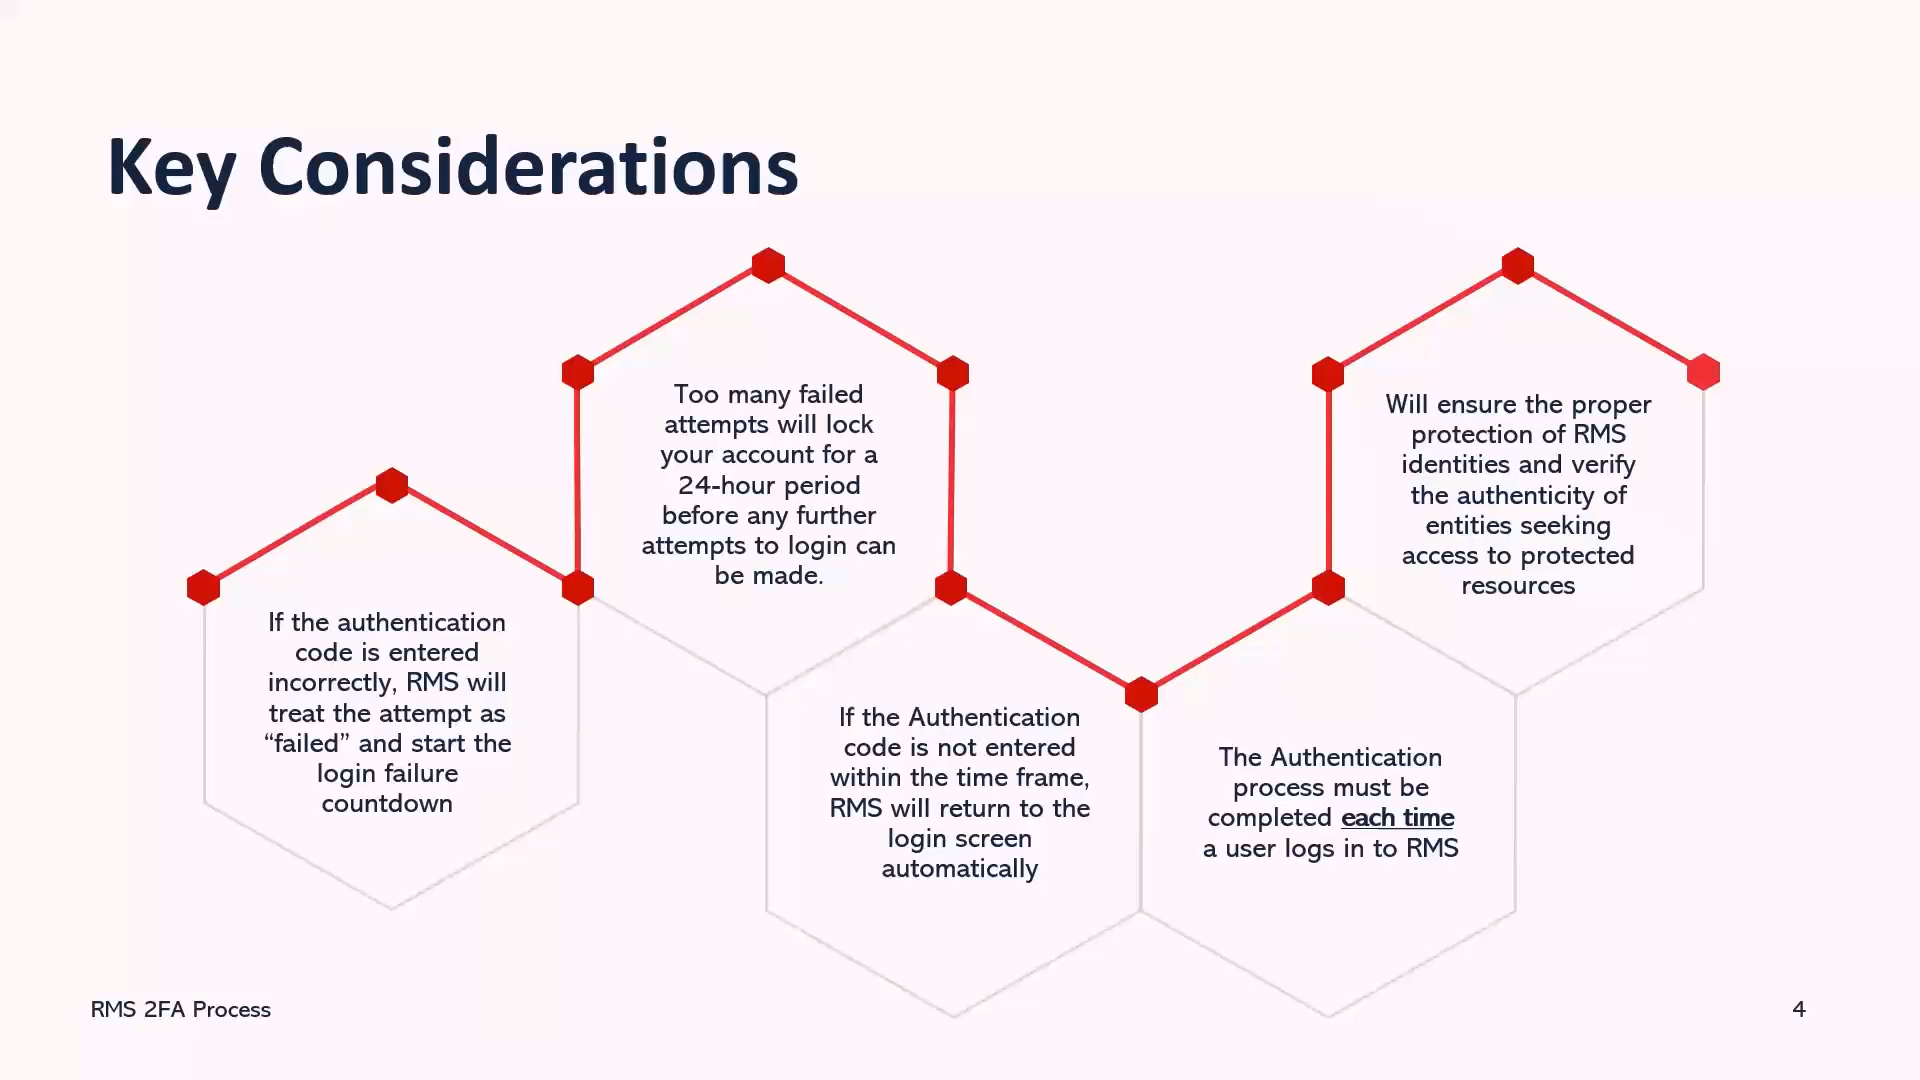 Key Considerations
If the authentication
code is entered
incorrectly, RMS will
treat the attempt as
“failed” and start the
login failure
countdown
Too many failed
attempts will lock
your account for a
24-hour period
before any further
attempts to login can
be made.
If the Authentication
code is not entered
within the time frame,
RMS will return to the
login screen
automatically
The Authentication
process must be
completed each time
a user logs in to RMS
Will ensure the proper
protection of RMS
identities and verify
the authenticity of
entities seeking
access to protected
resources
RMS 2FA Process
4